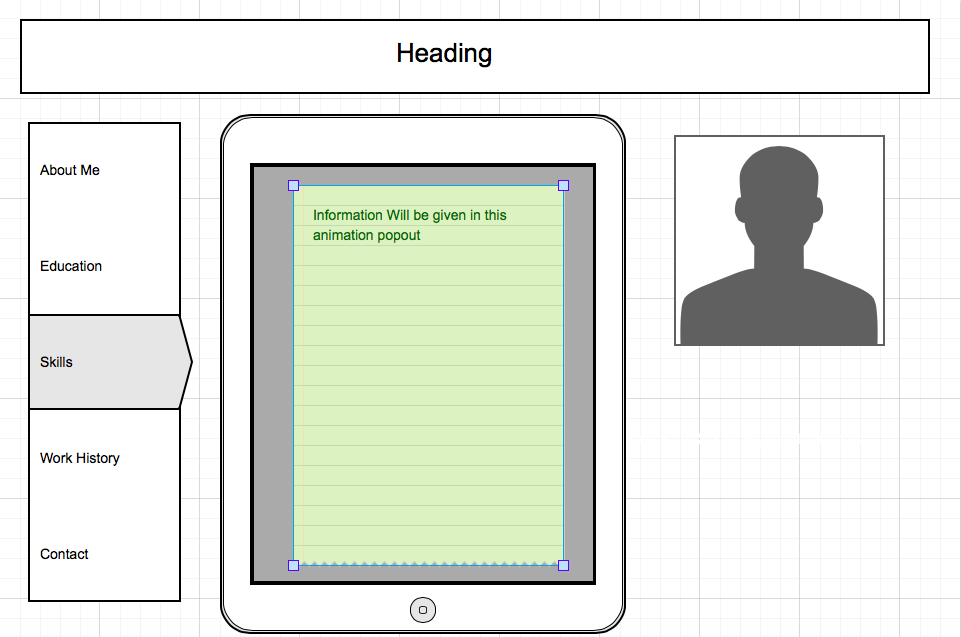 Heading
About Me
Education
Skills
Work History
Contact
Information Will be given in this
animation popout